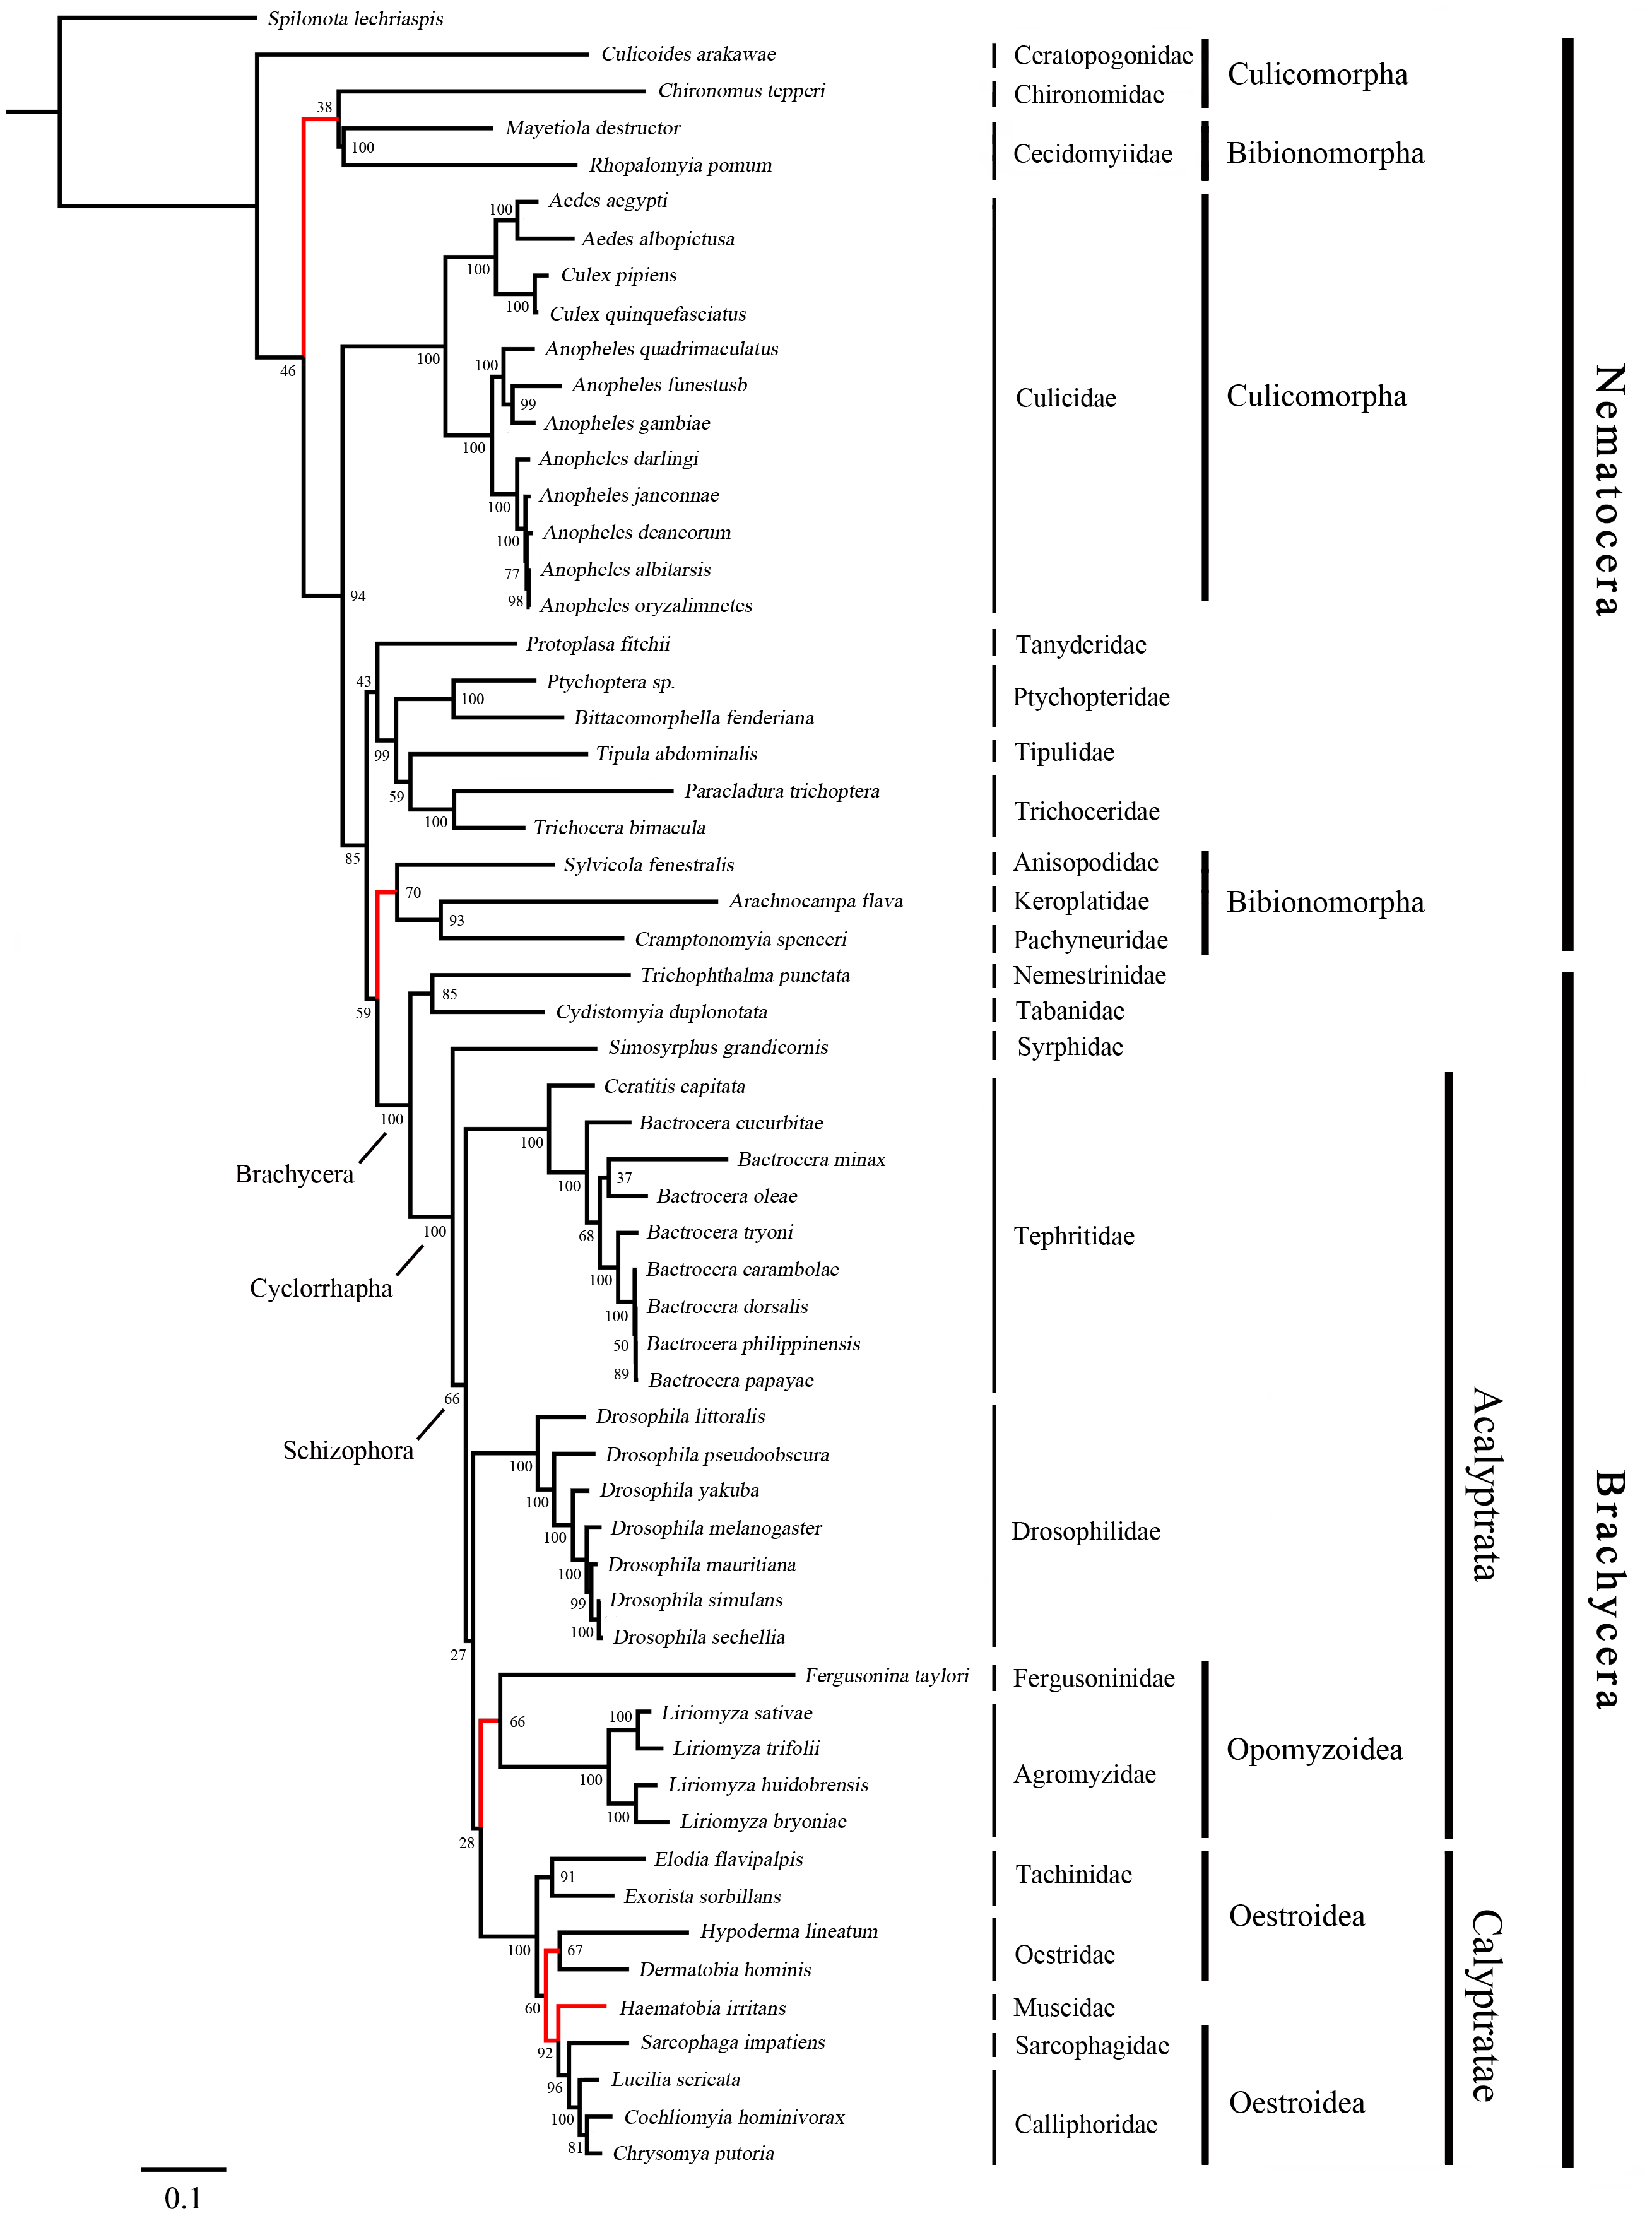 Spilonota lechriaspis
Culicoides arakawae
Ceratopogonidae
Culicomorpha
Chironomus tepperi
Chironomidae
38
Mayetiola destructor
100
Cecidomyiidae
Bibionomorpha
Rhopalomyia pomum
Aedes aegypti
100
Aedes albopictusa
100
Culex pipiens
100
Culex quinquefasciatus
Anopheles quadrimaculatus
100
100
46
Anopheles funestusb
99
Culicidae
Culicomorpha
Nematocera
Anopheles gambiae
100
Anopheles darlingi
Anopheles janconnae
100
Anopheles deaneorum
100
Anopheles albitarsis
77
94
98
Anopheles oryzalimnetes
Protoplasa fitchii
Tanyderidae
43
Ptychoptera sp.
100
Ptychopteridae
Bittacomorphella fenderiana
99
Tipula abdominalis
Tipulidae
Paracladura trichoptera
59
Trichoceridae
100
Trichocera bimacula
85
Sylvicola fenestralis
Anisopodidae
70
Arachnocampa flava
Keroplatidae
Bibionomorpha
93
Cramptonomyia spenceri
Pachyneuridae
Trichophthalma punctata
Nemestrinidae
85
59
Cydistomyia duplonotata
Tabanidae
Simosyrphus grandicornis
Syrphidae
Ceratitis capitata
100
Bactrocera cucurbitae
100
Brachycera
Bactrocera minax
37
100
Bactrocera oleae
100
Bactrocera tryoni
68
Tephritidae
Cyclorrhapha
Bactrocera carambolae
100
Bactrocera dorsalis
100
Bactrocera philippinensis
50
89
Bactrocera papayae
66
Drosophila littoralis
Schizophora
Drosophila pseudoobscura
100
Acalyptrata
Drosophila yakuba
100
Drosophila melanogaster
Drosophilidae
100
Drosophila mauritiana
100
Brachycera
Drosophila simulans
99
100
Drosophila sechellia
27
Fergusonina taylori
Fergusoninidae
66
Liriomyza sativae
100
Liriomyza trifolii
Opomyzoidea
100
Agromyzidae
Liriomyza huidobrensis
100
Liriomyza bryoniae
28
Elodia flavipalpis
91
Tachinidae
Exorista sorbillans
Oestroidea
Hypoderma lineatum
100
67
Oestridae
Dermatobia hominis
60
Haematobia irritans
Muscidae
Calyptratae
Sarcophaga impatiens
Sarcophagidae
92
Lucilia sericata
96
Oestroidea
Cochliomyia hominivorax
100
Calliphoridae
81
Chrysomya putoria
0.1